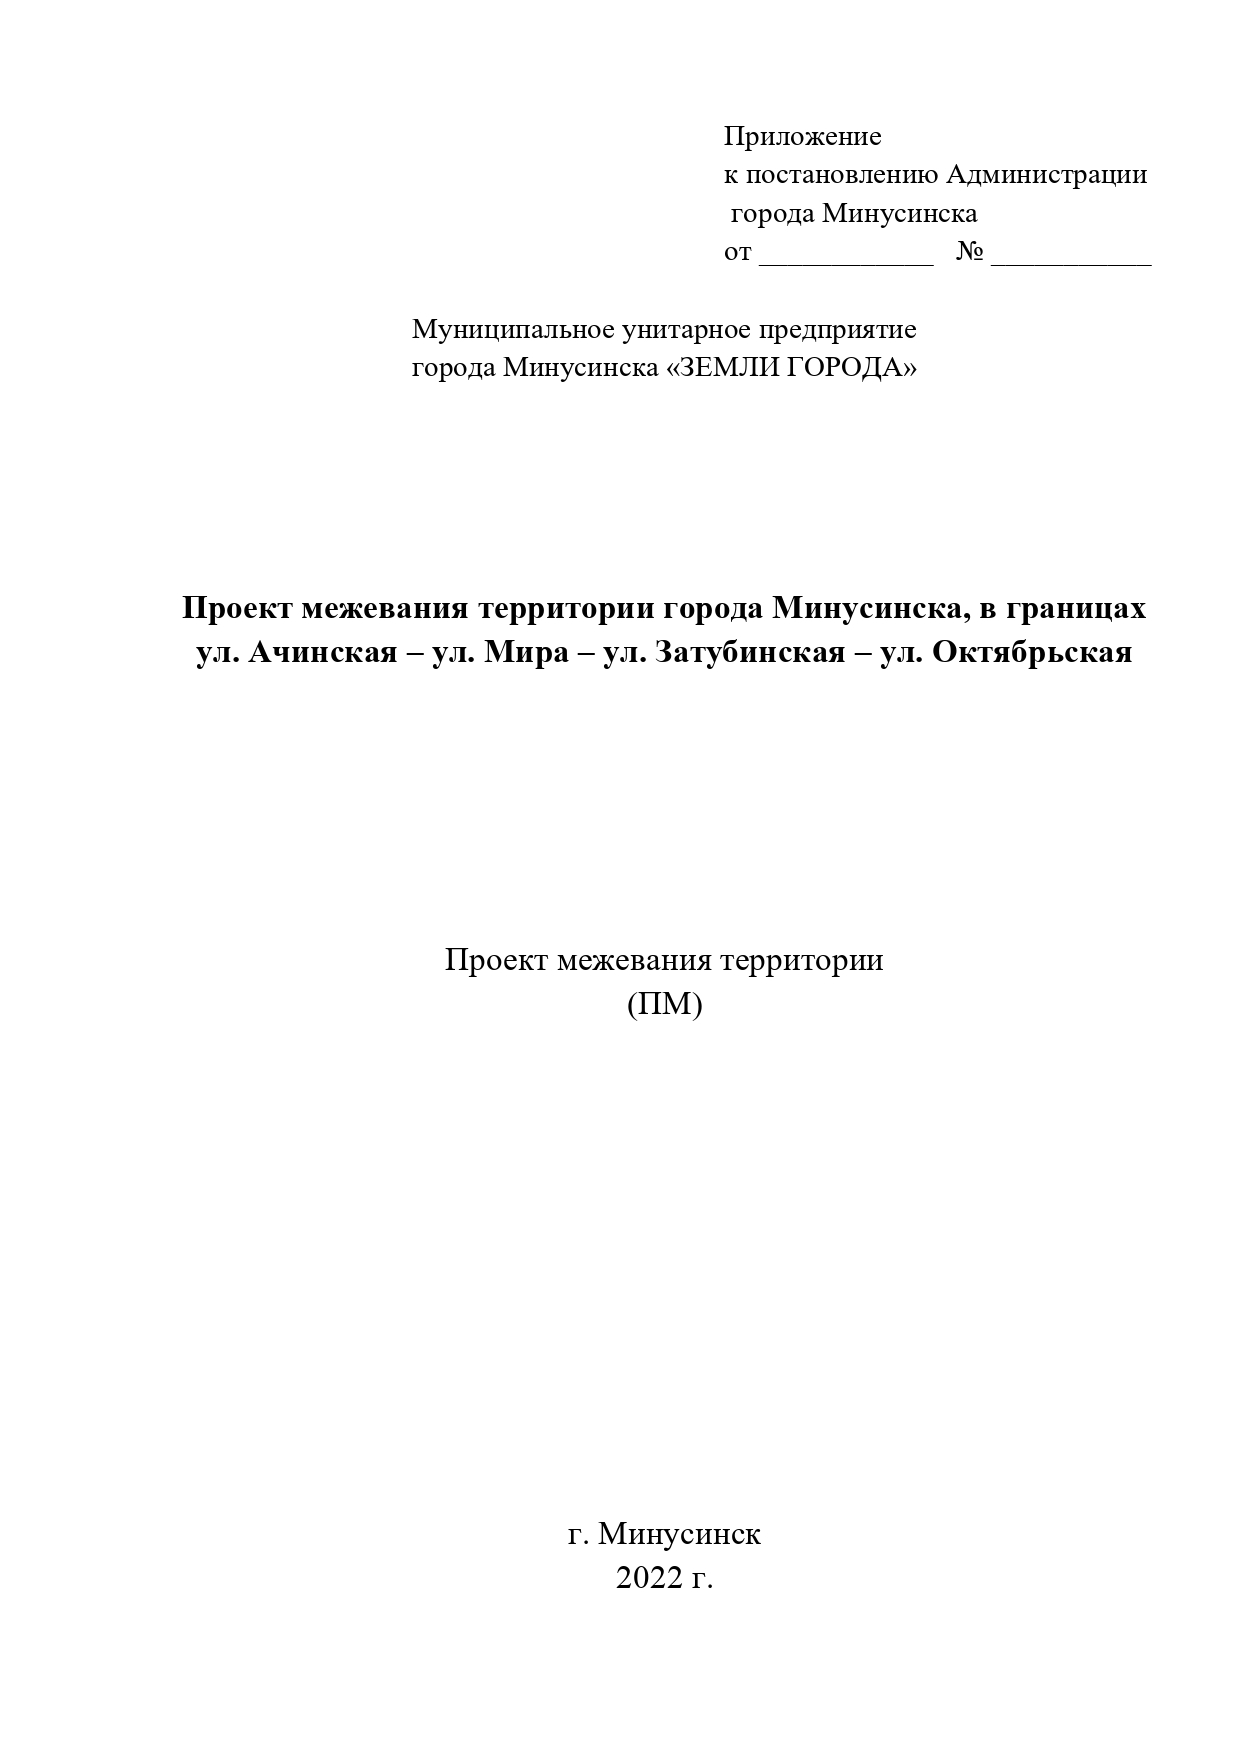 Приложение
к постановлению Администрации
города Минусинска
от ____________ № ___________
Муниципальное унитарное предприятие
города Минусинска «ЗЕМЛИ ГОРОДА»
Проект межевания территории города Минусинска, в границах
ул. Ачинская – ул. Мира – ул. Затубинская – ул. Октябрьская
Проект межевания территории
(ПМ)
г. Минусинск
2022 г.